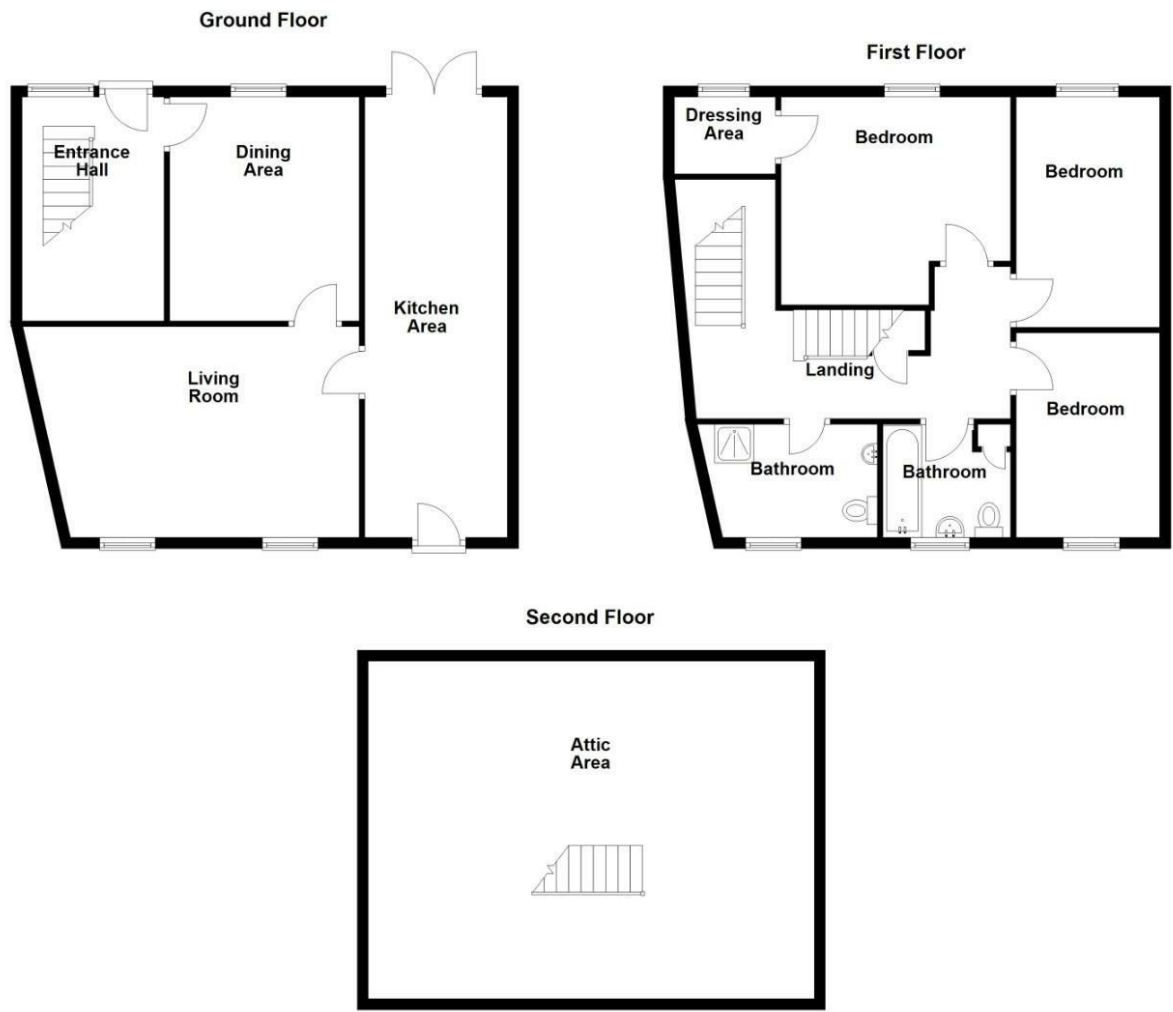 Ground Floor
Entrance
Hall
Dining
Area
Kitchen
Area
Living
Room
First Floor
Dressing
Area
Bedroom
Bedroom
Landing
Bedroom
Bathroom
Bathroom
Second Floor
Attic
Area